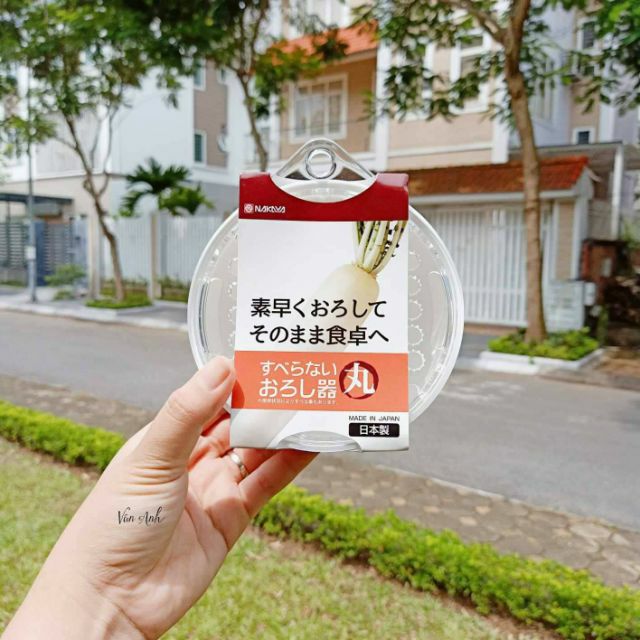 NAKAYA
素早くおろして
そのまま食卓へ
すべらない
おろし器
丸
MADE IN JAPAN
日本製
Vân Anh